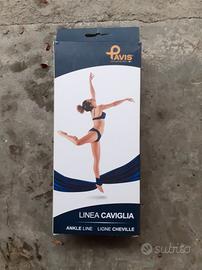 PAVIS
LINEA CAVIGLIA
ANKLE LINE LIGNE CHEVILLE
subito